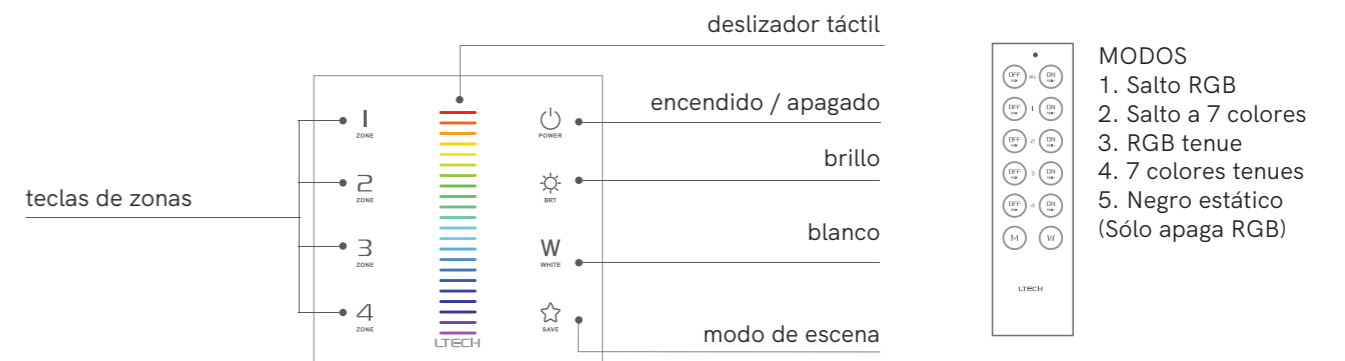 deslizador táctil
encendido / apagado
brillo
blanco
modo de escena
teclas de zonas
1
ZONE
2
ZONE
3
ZONE
4
ZONE
POWER
BRT
W
WHITE
SAVE
LTECH
OFF ALL ON
OFF 1 ON
OFF 2 ON
OFF 3 ON
OFF 4 ON
M W
LTECH
MODOS
1. Salto RGB
2. Salto a 7 colores
3. RGB tenue
4. 7 colores tenues
5. Negro estático
(Sólo apaga RGB)